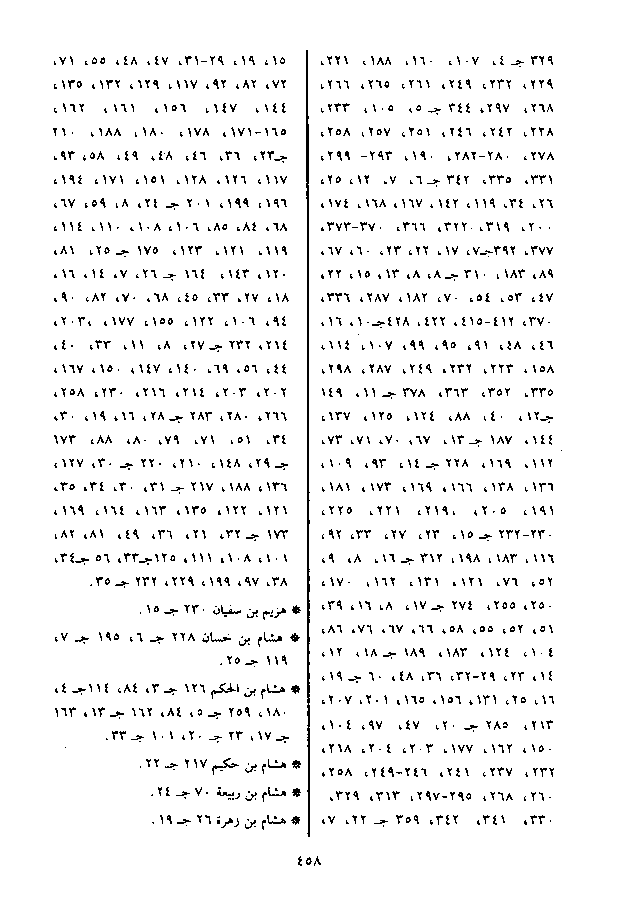 ٣٢٩ جـ ٤، ١٠٧، ١٦٠، ١٨٨، ٢٢١،
٢٢٩، ٢٣٢، ٢٤٩، ٢٦١، ٢٦٥، ٢٦٦،
٢٦٨، ٢٩٧، ٣٤٤ جـ ٥، ١٠٥، ٢٣٣،
٢٢٨، ٢٤٢، ٢٤٦، ٢٥١، ٢٥٧، ٢٥٨،
٢٧٨، ٢٨٠-٢٨٢، ١٩٠، ٢٩٣-٢٩٩،
٣٣١، ٣٣٥، ٣٤٢ جـ ٦، ٧، ١٢، ٢٥،
٢٦، ٣٤، ١١٩، ١٤٢، ١٦٧، ١٦٨، ١٧٤،
٢٠٠، ٣١٩، ٣٢٢، ٣٦٦، ٣٧٠-٣٧٣،
٣٧٧، ٣٩٢جـ٧، ١٧، ٢٢، ٢٣، ٦٠، ٦٧،
٨٩، ١٨٣، ٣١٠ جـ ٨، ٨، ١٣، ١٥، ٢٢،
٤٧، ٥٣، ٥٤، ٧٠، ١٨٢، ٢٨٧، ٣٣٦،
٣٧٠، ٤١٢-٤١٥، ٤٢٢، ٤٢٨جـ١٠، ١٦،
٤٦، ٤٨، ٩١، ٩٥، ٩٩، ١٠٧، ١١٤،
١٥٨، ٢٢٣، ٢٣٢، ٢٤٩، ٢٨٧، ٢٩٨،
٣٣٥، ٣٥٢، ٣٦٣، ٣٧٨ جـ ١١، ١٤٩
جـ١٢، ٤٠، ٨٨، ١٢٤، ١٢٥، ١٣٧،
١٤٤، ١٨٧ جـ ١٣، ٦٧، ٧٠، ٧١، ٧٣،
١١٢، ١٦٩، ٢٢٨ جـ ١٤، ٩٣، ١٠٩،
١٣٦، ١٣٨، ١٦٦، ١٦٩، ١٧٣، ١٨١،
١٩١، ٢٠٥، ٢١٩، ٢٢١، ٢٢٥،
٢٣٠-٢٣٢ جـ ١٥، ٢٣، ٢٧، ٣٣، ٩٢،
١١٦، ١٨٣، ١٩٨، ٣١٢ جـ ١٦، ٨، ٩،
٥٢، ٧٦، ١٢١، ١٣١، ١٦٢، ١٧٠،
٢٥٠، ٢٥٥، ٢٧٤ جـ ١٧، ٨، ١٦، ٣٩،
٥١، ٥٢، ٥٥، ٥٨، ٦٦، ٦٧، ٧٦، ٨٦،
١٠٤، ١٢٤، ١٨٣، ١٨٩ جـ ١٨، ١٢،
١٤، ٢٣، ٢٩-٣٢، ٣٦، ٤٨، ٦٠ جـ ١٩،
١٦، ٢٥، ١٣١، ١٥٦، ١٦٥، ٢٠١، ٢٠٧،
٢١٣، ٢٨٥ جـ ٢٠، ٤٧، ٩٧، ١٠٤،
١٥٠، ١٦٢، ١٧٧، ٢٠٣، ٢٠٤، ٢١٨،
٢٣٢، ٢٣٧، ٢٤١، ٢٤٦-٢٤٩، ٢٥٨،
٢٦٠، ٢٦٨، ٢٩٥-٢٩٧، ٣١٣، ٣٢٩،
٣٣٠، ٣٤١، ٣٤٢، ٣٥٩ جـ ٢٢، ٧،
١٥، ١٩، ٢٩-٣١، ٤٧، ٤٨، ٥٥، ٧١،
٧٢، ٨٢، ٩٢، ١١٧، ١٢٩، ١٣٢، ١٣٥،
١٤٤، ١٤٧، ١٥٦، ١٦١، ١٦٢،
١٦٥-١٧١، ١٧٨، ١٨٠، ١٨٨، ٢١٠
جـ٢٣، ٣٦، ٤٦، ٤٨، ٤٩، ٥٨، ٩٣،
١١٧، ١٢٦، ١٢٨، ١٥١، ١٧١، ١٩٤،
١٩٦، ١٩٩، ٢٠١ جـ ٢٤، ٨، ٥٩، ٦٧،
٦٨، ٨٤، ٨٥، ١٠٦، ١٠٨، ١١٠، ١١٤،
١١٩، ١٢١، ١٢٣، ١٧٥ جـ ٢٥، ٨١،
١٢٠، ١٤٣، ١٦٤ جـ ٢٦، ٧، ١٤، ١٦،
١٨، ٢٧، ٣٣، ٤٥، ٦٨، ٧٠، ٨٢، ٩٠،
٩٤، ١٠٦، ١٢٢، ١٥٥، ١٧٧، ٢٠٣،
٢١٤، ٢٣٢ جـ ٢٧، ٨، ١١، ٣٣، ٤٠،
٤٤، ٥٦، ٦٩، ١٤٠، ١٤٧، ١٥٠، ١٦٧،
٢٠٢، ٢٠٣، ٢١٤، ٢١٦، ٢٣٠، ٢٥٨،
٢٦٦، ٢٨٠، ٢٨٣ جـ ٢٨، ١٦، ١٩، ٣٠،
٣٤، ٥١، ٧١، ٧٩، ٨٠، ٨٨، ٦٧٣
جـ ٢٩، ١٤٨، ٢١٠، ٢٢٠ جـ ٣٠، ١٢٧،
١٣٦، ١٨٨، ٢١٧ جـ ٣١، ٣٠، ٣٤، ٣٥،
١٢١، ١٢٢، ١٣٥، ١٦٣، ١٦٤، ١٦٩،
١٧٣ جـ ٣٢، ٢١، ٣٦، ٤٩، ٨١، ٨٢،
١٠١، ١٠٨، ١١١، ١٢٥جـ٣٣، ٥٦ جـ٣٤،
٣٨، ٩٧، ١٩٩، ٢٢٩، ٢٣٢ جـ ٣٥.
* هزيم بن سفيان ٢٣٠ جـ ١٥.
* هشام بن حسان ٢٢٨ جـ ٦، ١٩٥ جـ ٧،
١١٩ جـ ٢٥.
* هشام بن الحكم ١٢٦ جـ ٣، ٨٤، ١١٤جـ ٤،
١٨٠، ٢٥٩ جـ ٥، ٨٤، ١٦٢ جـ ١٣، ١٦٣
جـ ١٧، ٢٣ جـ ٢٠، ١٠١ جـ ٣٣.
* هشام بن حكيم ٢١٧ جـ ٢٢.
* هشام بن ربيعة ٧٠ جـ ٢٤.
* هشام بن زهرة ٢٦ جـ ١٩.
٤٥٨